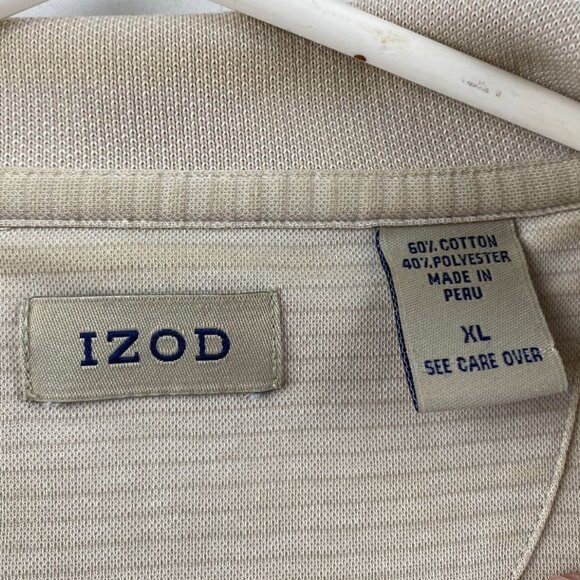 IZOD
60% COTTON
40% POLYESTER
MADE IN
PERU
XL
SEE CARE OVER